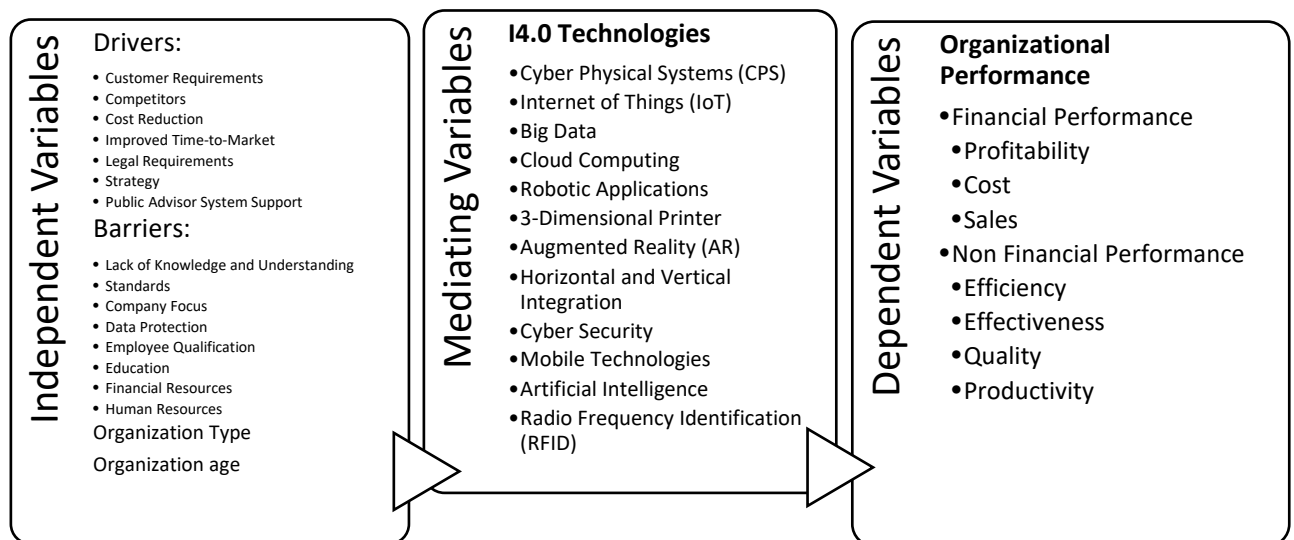 Independent Variables
Drivers:
• Customer Requirements
• Competitors
• Cost Reduction
• Improved Time-to-Market
• Legal Requirements
• Strategy
• Public Advisor System Support
Barriers:
• Lack of Knowledge and Understanding
• Standards
• Company Focus
• Data Protection
• Employee Qualification
• Education
• Financial Resources
• Human Resources
Organization Type
Organization age
Mediating Variables
I4.0 Technologies
•Cyber Physical Systems (CPS)
•Internet of Things (IoT)
•Big Data
•Cloud Computing
•Robotic Applications
•3-Dimensional Printer
•Augmented Reality (AR)
•Horizontal and Vertical
Integration
•Cyber Security
•Mobile Technologies
•Artificial Intelligence
•Radio Frequency Identification
(RFID)
Dependent Variables
Organizational
Performance
•Financial Performance
•Profitability
•Cost
•Sales
•Non Financial Performance
•Efficiency
•Effectiveness
•Quality
•Productivity